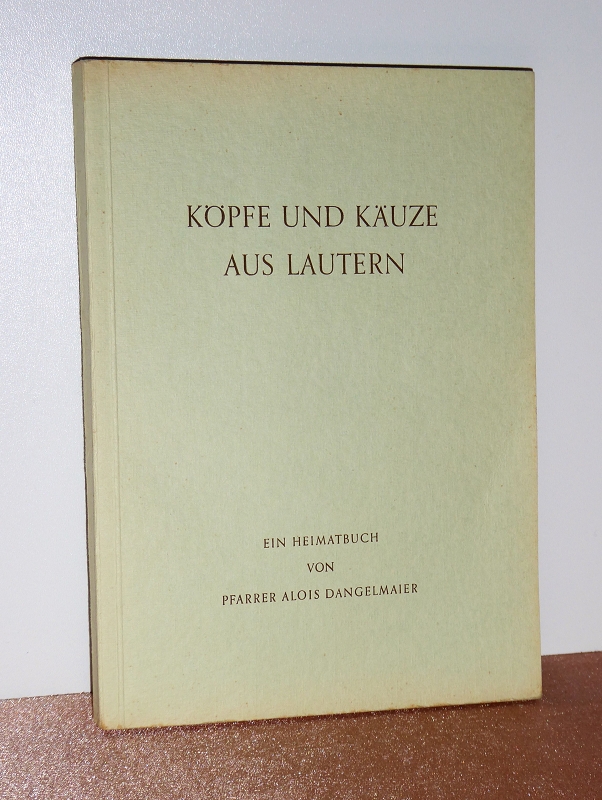 KÖPFE UND KÄUZE
AUS LAUTERN
EIN HEIMATBUCH
VON
PFARRER ALOIS DANGELMAIER